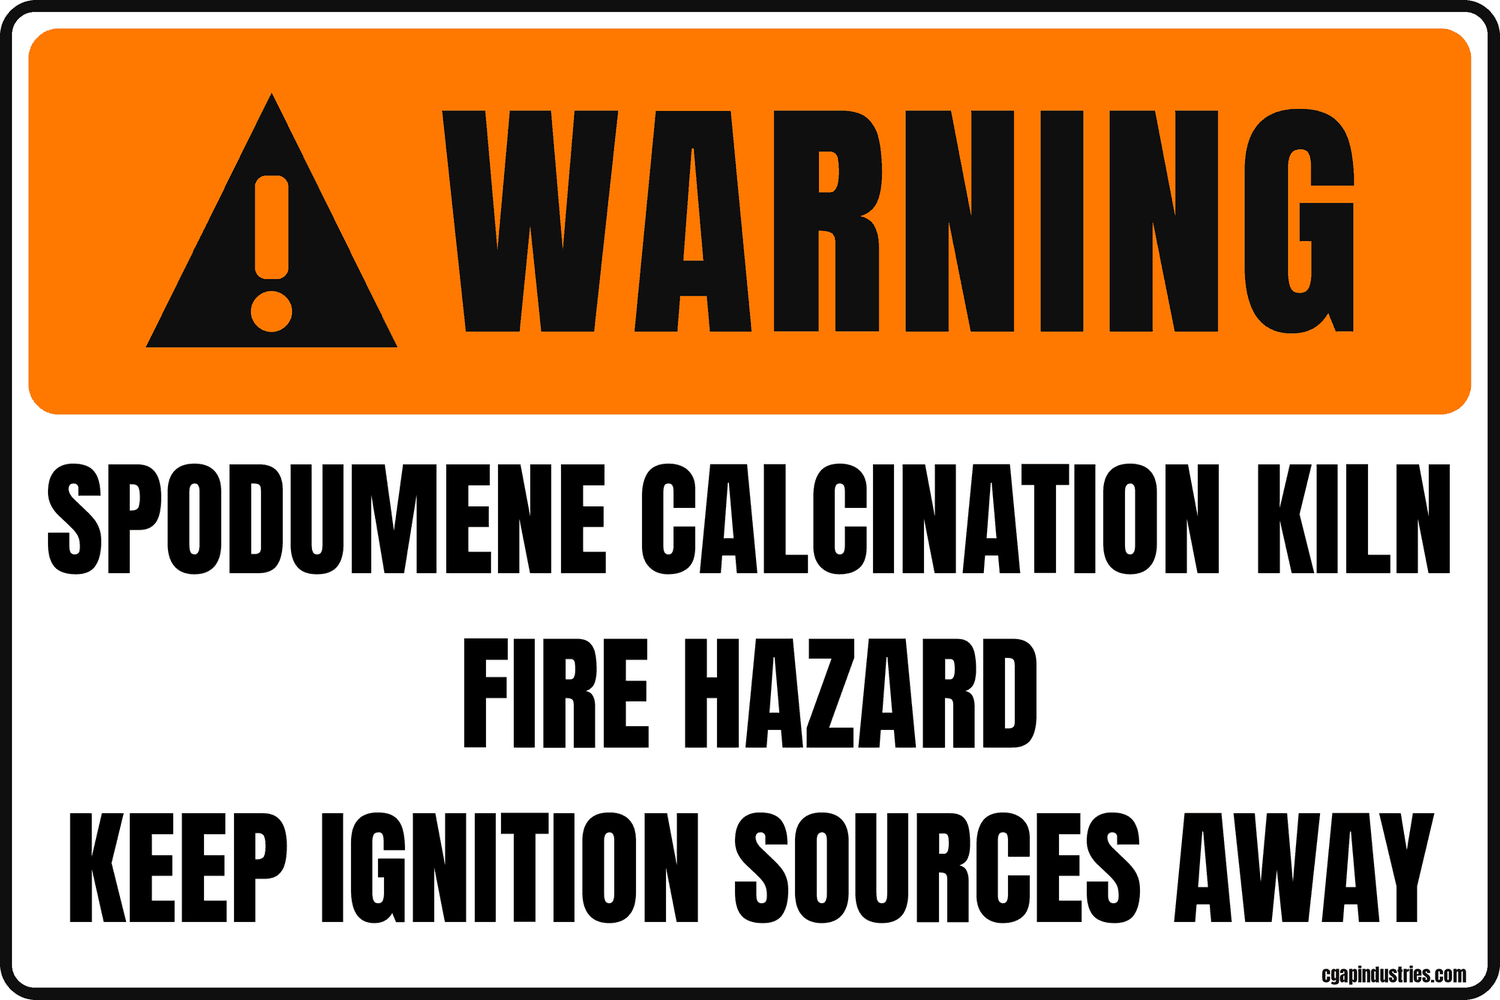 WARNING
SPODUMENE CALCINATION KILN
FIRE HAZARD
KEEP IGNITION SOURCES AWAY
cgapindustries.com